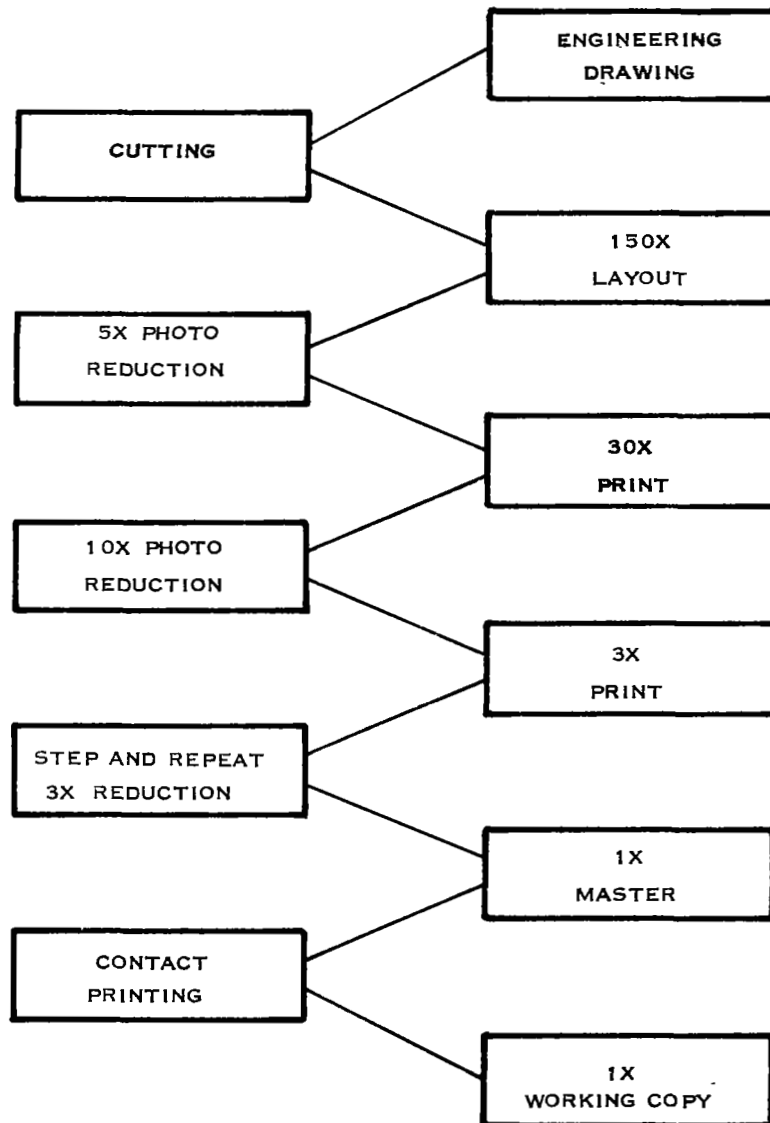 ENGINEERING
DRAWING
CUTTING
150X
LAYOUT
5X PHOTO
REDUCTION
30X
PRINT
10X PHOTO
REDUCTION
3X
PRINT
STEP AND REPEAT
3X REDUCTION
1X
MASTER
CONTACT
PRINTING
1X
WORKING COPY